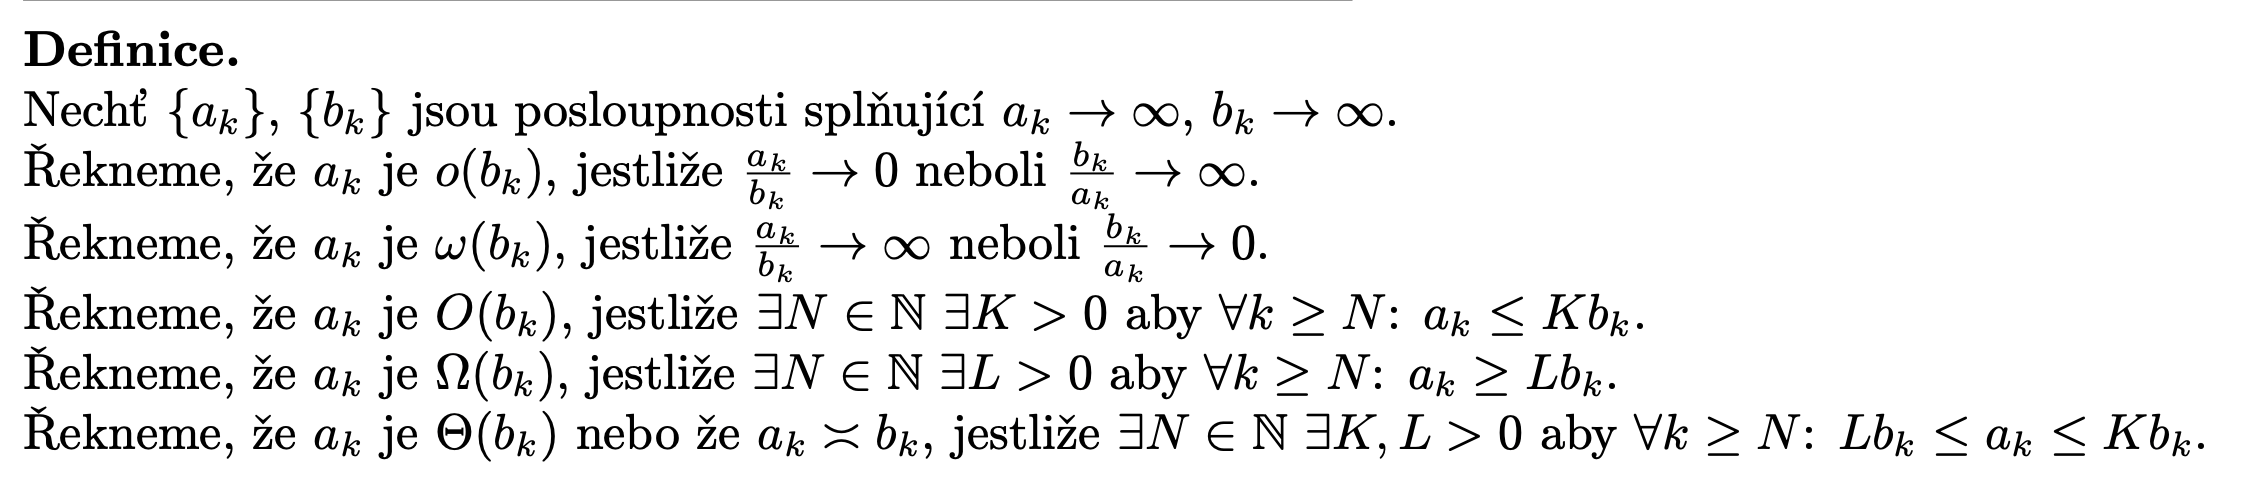 Definice.
Nechť {a_k}, {b_k} jsou posloupnosti splňující a_k → ∞, b_k → ∞.
Řekneme, že a_k je o(b_k), jestliže a_k/b_k → 0 neboli b_k/a_k → ∞.
Řekneme, že a_k je ω(b_k), jestliže a_k/b_k → ∞ neboli b_k/a_k → 0.
Řekneme, že a_k je O(b_k), jestliže ∃N ∈ ℕ ∃K > 0 aby ∀k ≥ N: a_k ≤ Kb_k.
Řekneme, že a_k je Ω(b_k), jestliže ∃N ∈ ℕ ∃L > 0 aby ∀k ≥ N: a_k ≥ Lb_k.
Řekneme, že a_k je Θ(b_k) nebo že a_k ≍ b_k, jestliže ∃N ∈ ℕ ∃K, L > 0 aby ∀k ≥ N: Lb_k ≤ a_k ≤ Kb_k.